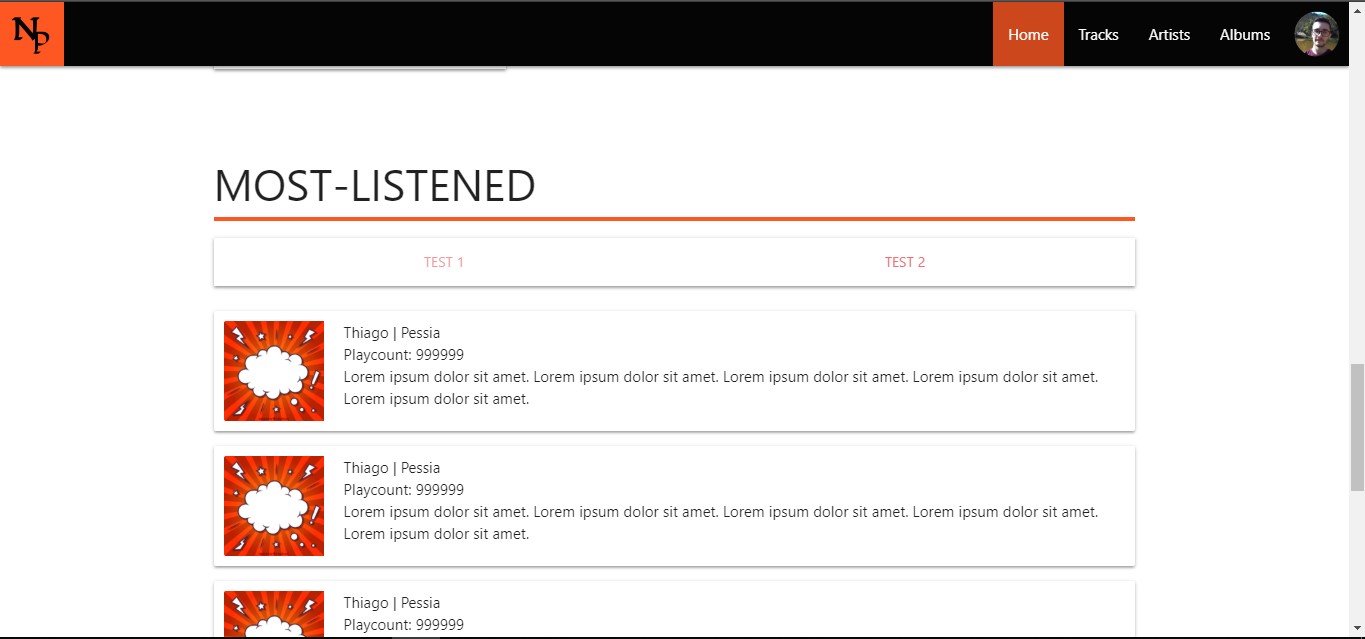 NP
Home Tracks Artists Albums
MOST-LISTENED
TEST 1 TEST 2
Thiago | Pessia
Playcount: 999999
Lorem ipsum dolor sit amet. Lorem ipsum dolor sit amet. Lorem ipsum dolor sit amet. Lorem ipsum dolor sit amet.
Lorem ipsum dolor sit amet.
Thiago | Pessia
Playcount: 999999
Lorem ipsum dolor sit amet. Lorem ipsum dolor sit amet. Lorem ipsum dolor sit amet. Lorem ipsum dolor sit amet.
Lorem ipsum dolor sit amet.
Thiago | Pessia
Playcount: 999999